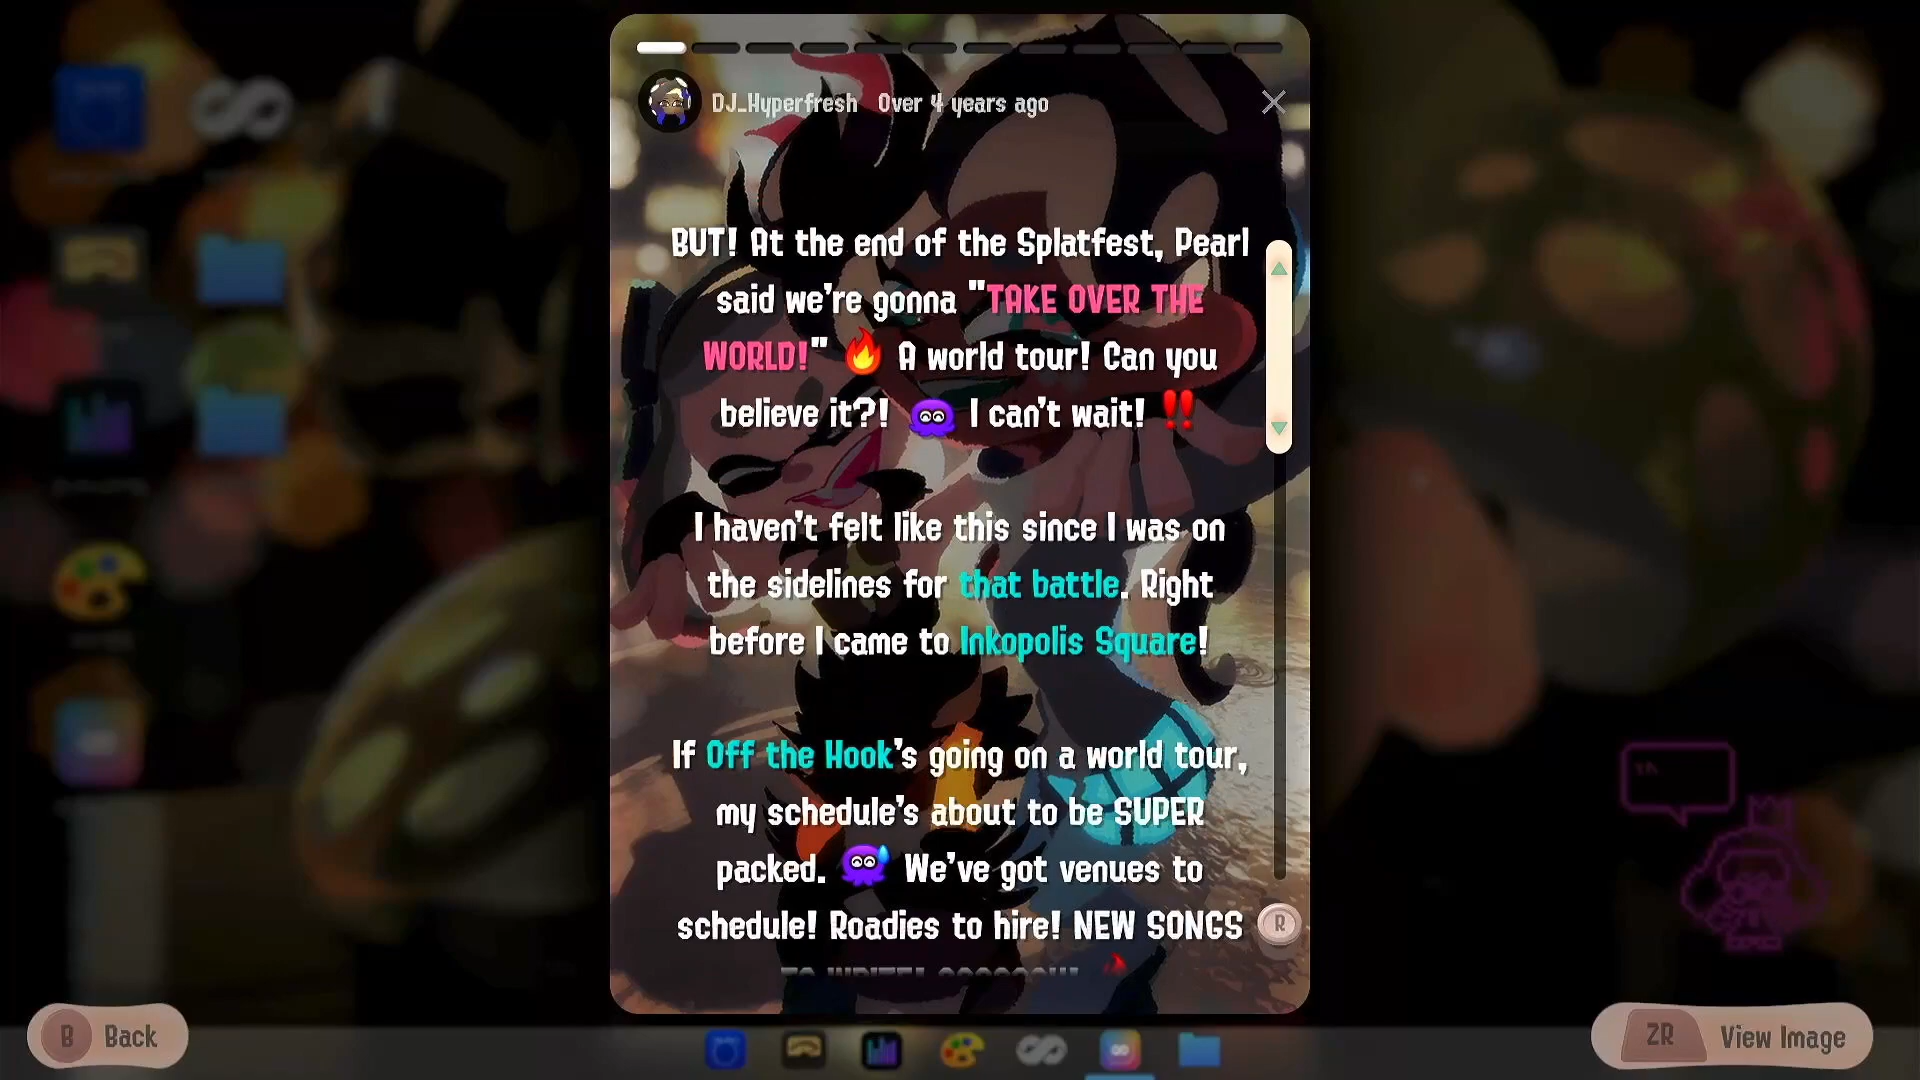 DJ_Hyperfresh Over 4 years ago
BUT! At the end of the Splatfest, Pearl
said we're gonna "TAKE OVER THE
WORLD!" 🔥 A world tour! Can you
believe it?! I can't wait! ‼️
I haven't felt like this since I was on
the sidelines for that battle. Right
before I came to Inkopolis Square!
If Off the Hook's going on a world tour,
my schedule's about to be SUPER
packed. We've got venues to
schedule! Roadies to hire! NEW SONGS
R
TO WRITE!
B Back
ZR View Image